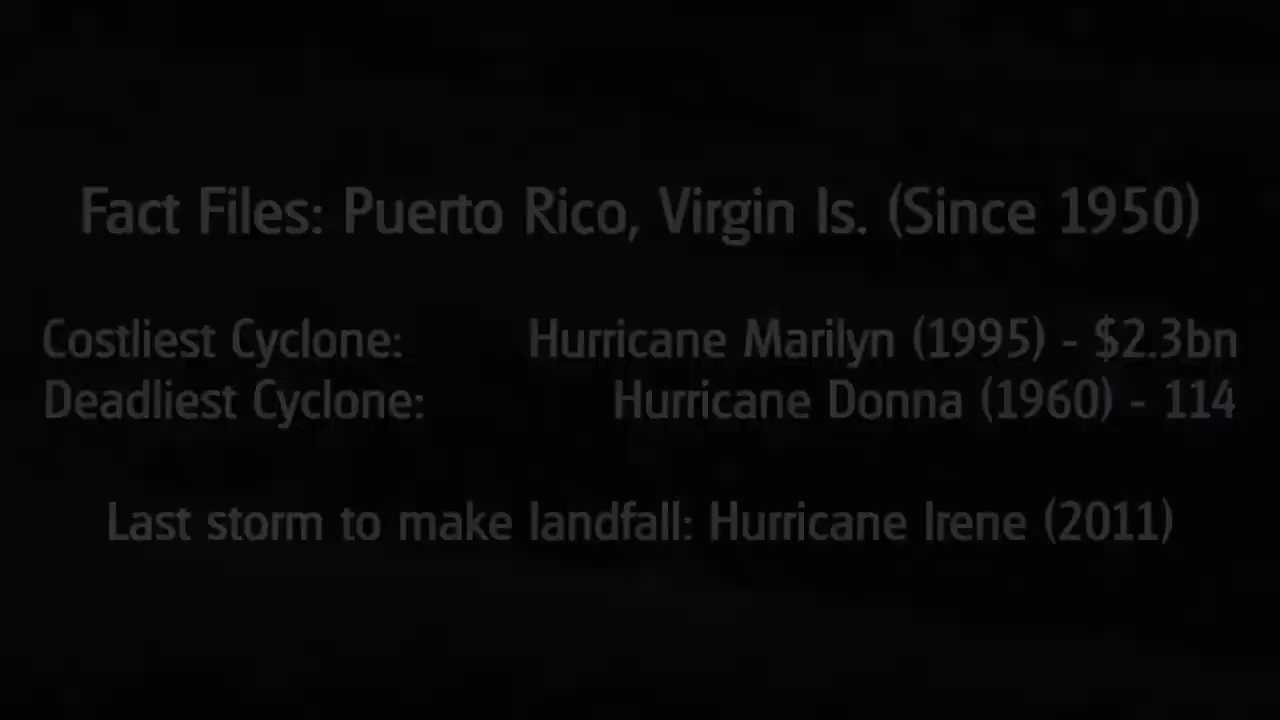 Fact Files: Puerto Rico, Virgin Is. (Since 1950)
Costliest Cyclone: Hurricane Marilyn (1995) - $2.3bn
Deadliest Cyclone: Hurricane Donna (1960) - 114
Last storm to make landfall: Hurricane Irene (2011)